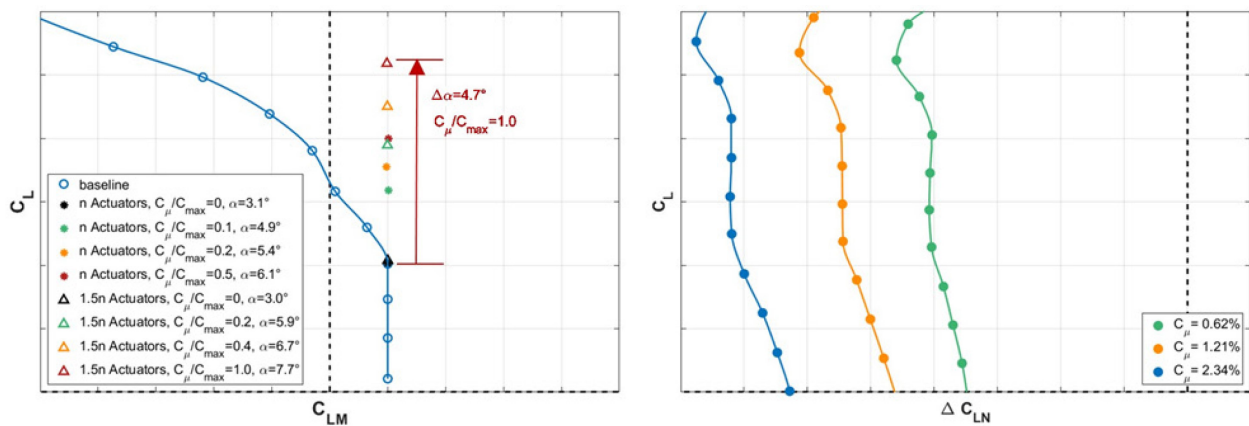 Δα=4.7°
C_μ/C_max=1.0
C_L
baseline
n Actuators, C_μ/C_max=0, α=3.1°
n Actuators, C_μ/C_max=0.1, α=4.9°
n Actuators, C_μ/C_max=0.2, α=5.4°
n Actuators, C_μ/C_max=0.5, α=6.1°
1.5n Actuators, C_μ/C_max=0, α=3.0°
1.5n Actuators, C_μ/C_max=0.2, α=5.9°
1.5n Actuators, C_μ/C_max=0.4, α=6.7°
1.5n Actuators, C_μ/C_max=1.0, α=7.7°
C_LM
C_L
C_μ = 0.62%
C_μ = 1.21%
C_μ = 2.34%
Δ C_LN